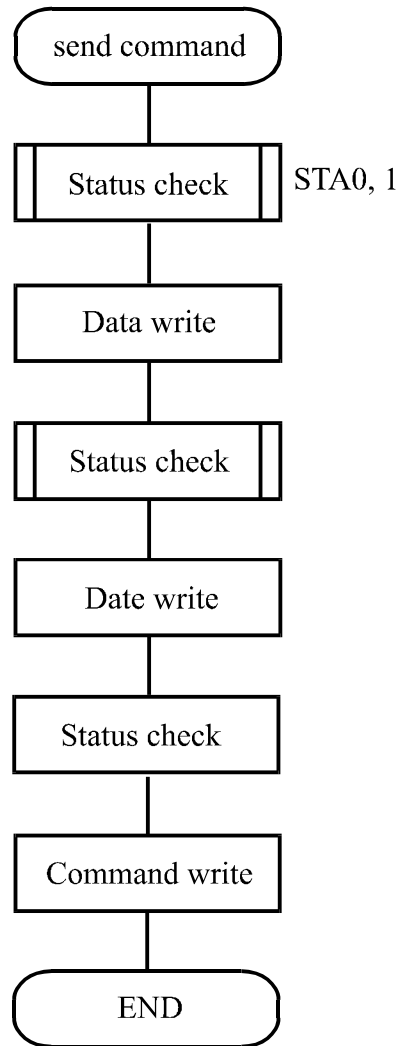 send command
Status check
STA0, 1
Data write
Status check
Date write
Status check
Command write
END